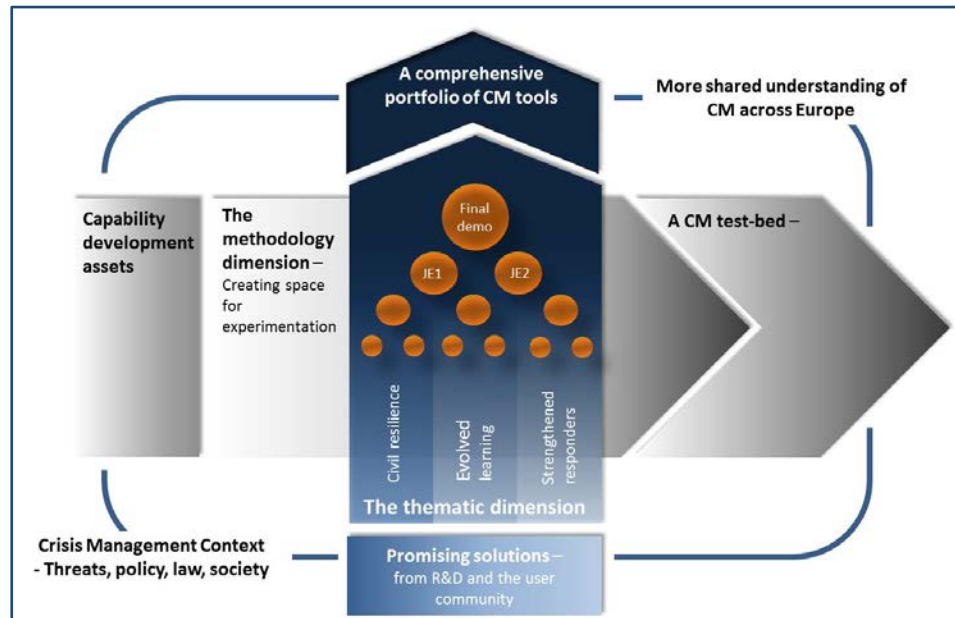 A comprehensive
portfolio of CM tools
More shared understanding of
CM across Europe
Capability
development
assets
The
methodology
dimension –
Creating space
for
experimentation
Final
demo
JE1
JE2
Civil resilience
Evolved
learning
Strengthened
responders
The thematic dimension
A CM test-bed –
Crisis Management Context
- Threats, policy, law, society
Promising solutions –
from R&D and the user
community